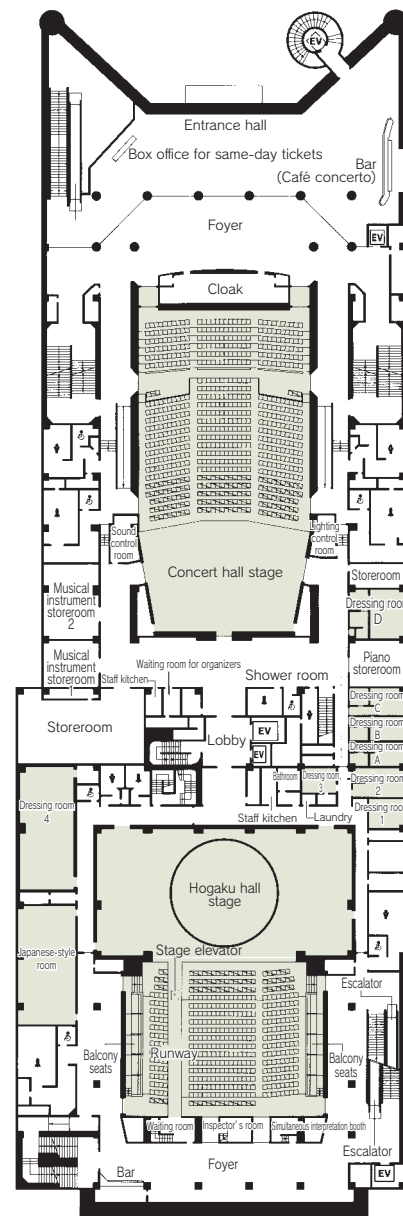 EV
Entrance hall
Box office for same-day tickets
Bar
(Café concerto)
Foyer
EV
Cloak
Sound
control
room
Lighting
control
room
Concert hall stage
Storeroom
Dressing room
D
Musical
instrument
storeroom
2
Piano
storeroom
Musical
instrument
storeroom
1
Waiting room for organizers
Staff kitchen
Shower room
Dressing room
C
Dressing room
B
Dressing room
A
Storeroom
Lobby
EV
EV
Bathroom
Dressing room
3
Dressing room
2
Dressing room
1
Dressing room
4
Staff kitchen
Laundry
Hogaku hall
stage
Japanese-style
room
Stage elevator
Escalator
Balcony
seats
Runway
Balcony
seats
Waiting room
Inspector's room
Simultaneous interpretation booth
Escalator
Foyer
Bar
EV